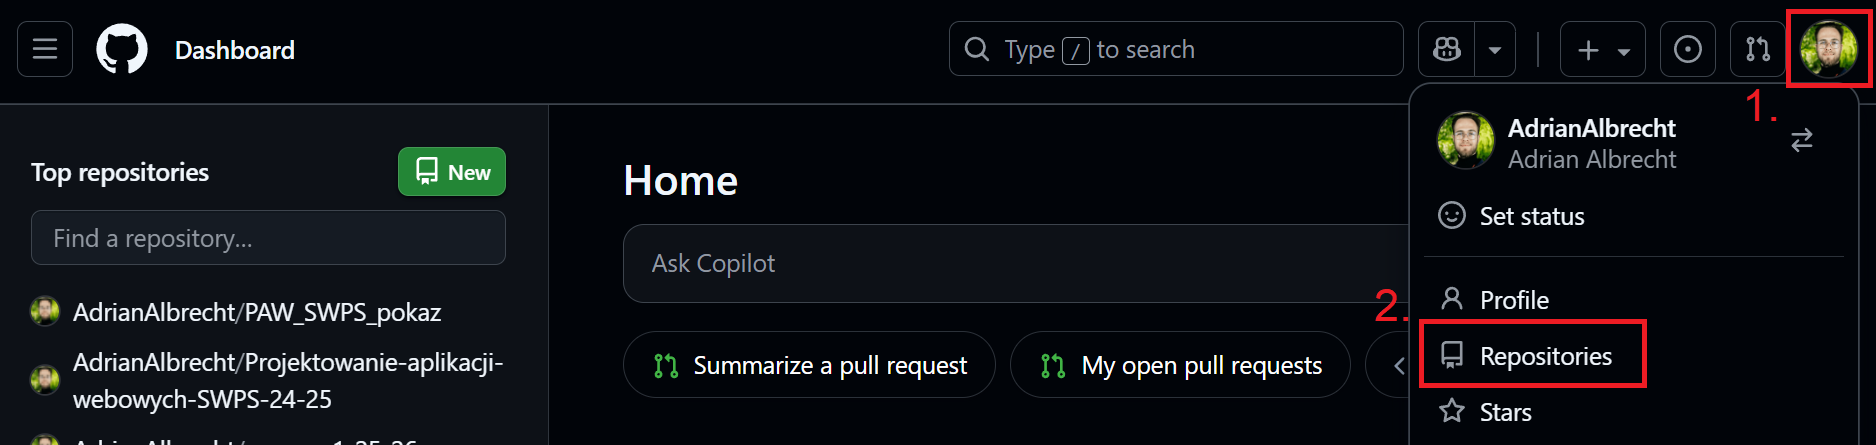 Dashboard
Type / to search
1.
AdrianAlbrecht
Adrian Albrecht
Set status
Profile
2.
Repositories
Stars
Top repositories
New
Find a repository...
AdrianAlbrecht/PAW_SWPS_pokaz
AdrianAlbrecht/Projektowanie-aplikacji-
webowych-SWPS-24-25
Home
Ask Copilot
Summarize a pull request
My open pull requests